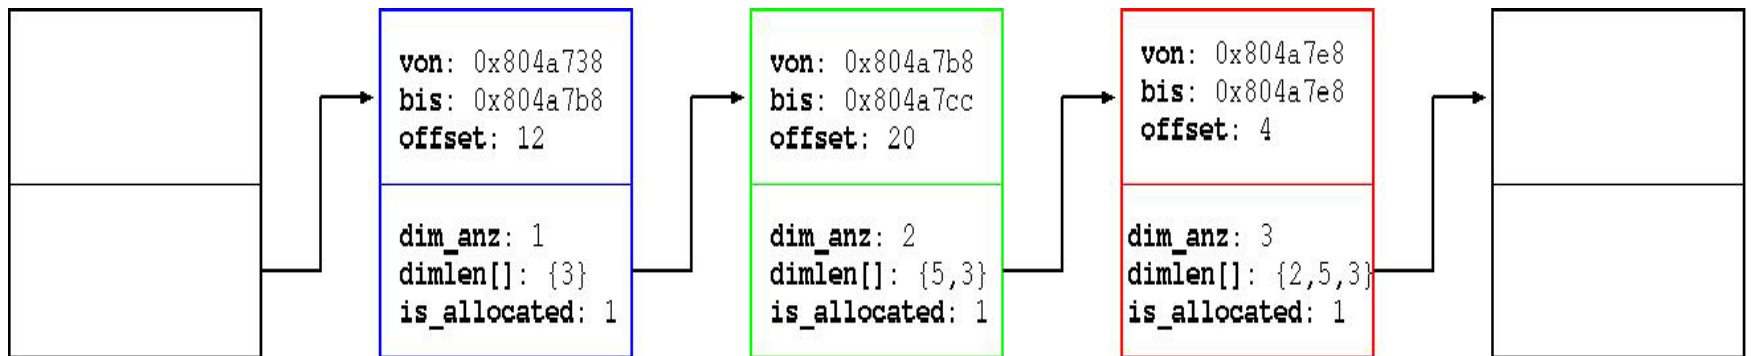 von: 0x804a738
bis: 0x804a7b8
offset: 12
dim_anz: 1
dimlen[]: {3}
is_allocated: 1
von: 0x804a7b8
bis: 0x804a7cc
offset: 20
dim_anz: 2
dimlen[]: {5,3}
is_allocated: 1
von: 0x804a7e8
bis: 0x804a7e8
offset: 4
dim_anz: 3
dimlen[]: {2,5,3}
is_allocated: 1